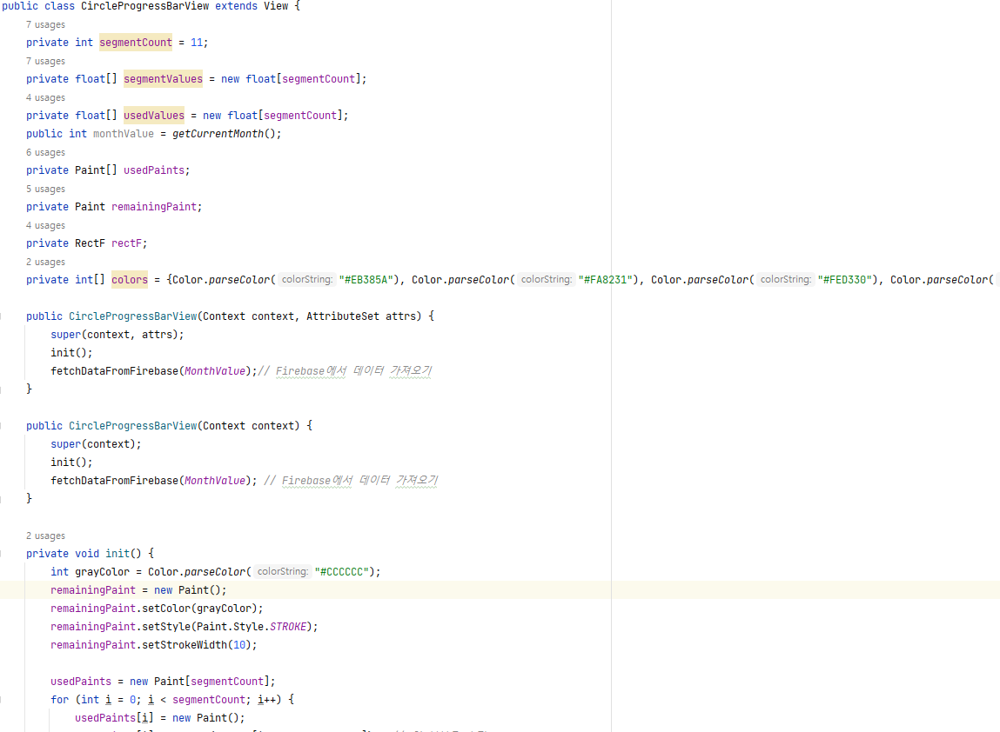 public class CircleProgressBarView extends View {
7 usages
private int segmentCount = 11;
7 usages
private float[] segmentValues = new float[segmentCount];
4 usages
private float[] usedValues = new float[segmentCount];
public int monthValue = getCurrentMonth();
6 usages
private Paint[] usedPaints;
5 usages
private Paint remainingPaint;
4 usages
private RectF rectF;
2 usages
private int[] colors = {Color.parseColor( colorString: "#EB385A"), Color.parseColor( colorString: "#FA8231"), Color.parseColor( colorString: "#FED330"), Color.parseColor(
public CircleProgressBarView(Context context, AttributeSet attrs) {
super(context, attrs);
init();
fetchDataFromFirebase(MonthValue);// Firebase에서 데이터 가져오기
}
public CircleProgressBarView(Context context) {
super(context);
init();
fetchDataFromFirebase(MonthValue); // Firebase에서 데이터 가져오기
}
2 usages
private void init() {
int grayColor = Color.parseColor( colorString: "#CCCCCC");
remainingPaint = new Paint();
remainingPaint.setColor(grayColor);
remainingPaint.setStyle(Paint.Style.STROKE);
remainingPaint.setStrokeWidth(10);
usedPaints = new Paint[segmentCount];
for (int i = 0; i < segmentCount; i++) {
usedPaints[i] = new Paint();